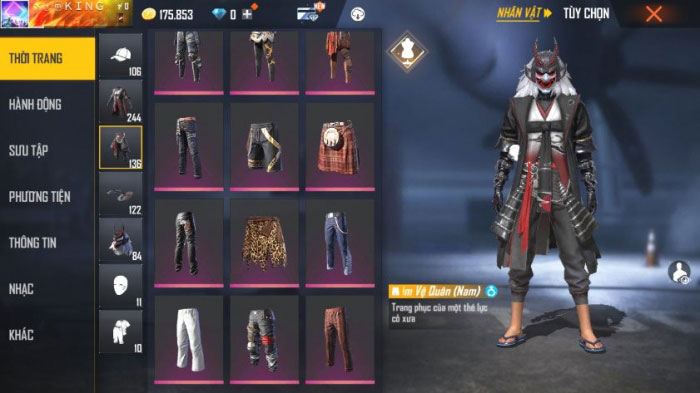 KING
175.853
0
NHÂN VẬT
TÙY CHỌN
THỜI TRANG
HÀNH ĐỘNG
SƯU TẬP
PHƯƠNG TIỆN
THÔNG TIN
NHẠC
KHÁC
106
244
136
122
84
11
10
Vệ Quân (Nam)
Trang phục của một thế lực
cổ xưa